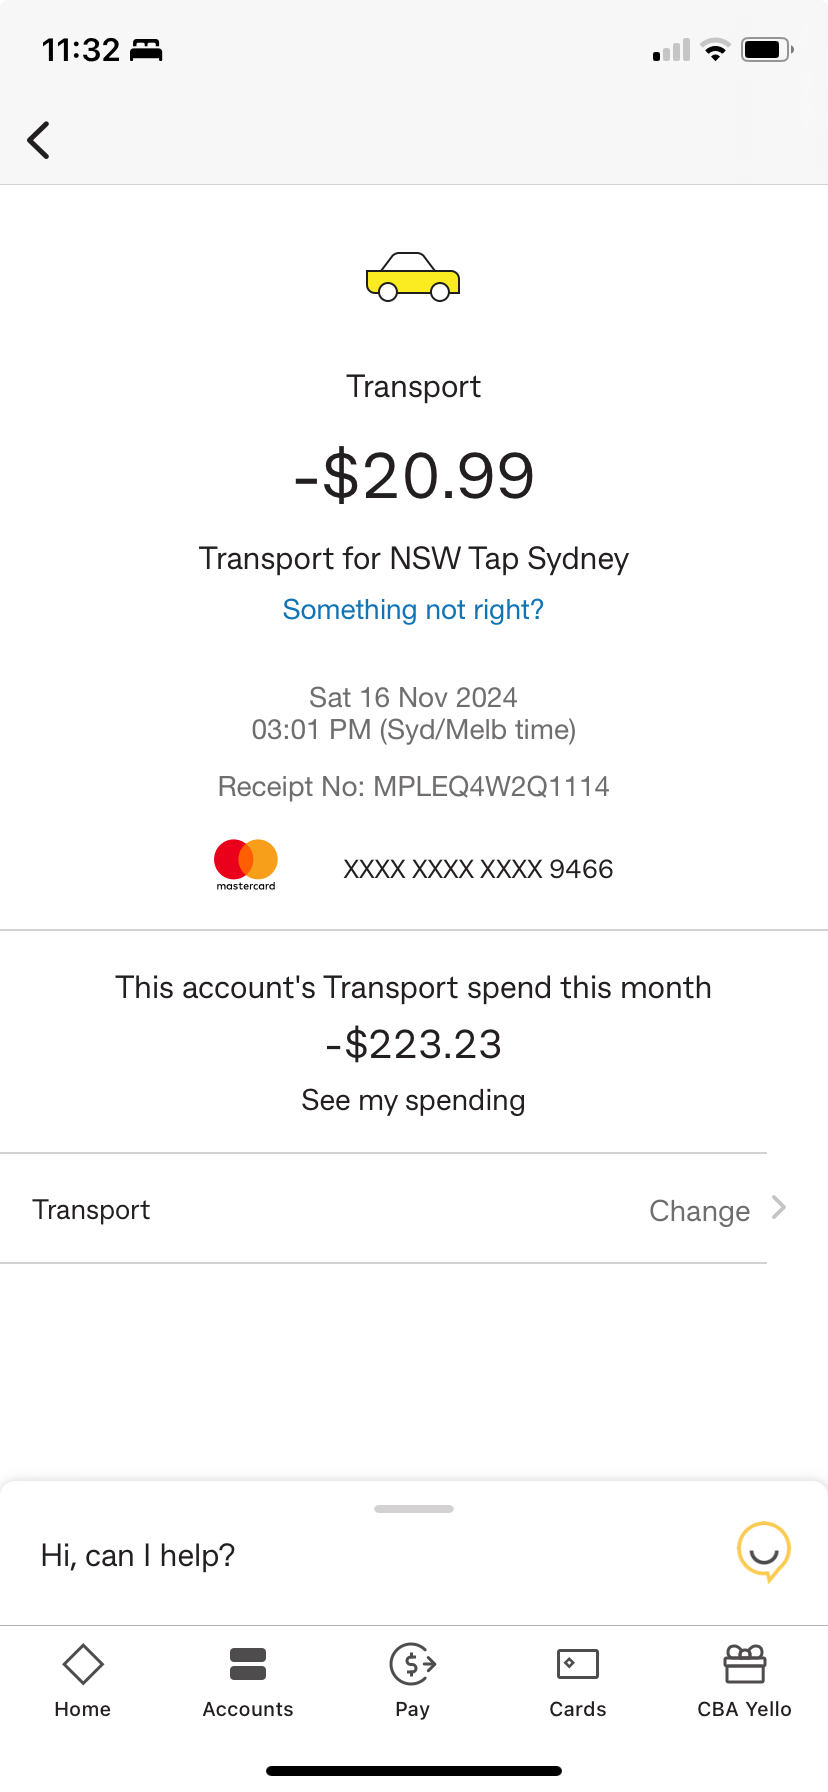 11:32
Transport
-$20.99
Transport for NSW Tap Sydney
Something not right?
Sat 16 Nov 2024
03:01 PM (Syd/Melb time)
Receipt No: MPLEQ4W2Q1114
mastercard
XXXX XXXX XXXX 9466
This account's Transport spend this month
-$223.23
See my spending
Transport Change
Hi, can I help?
Home Accounts Pay Cards CBA Yello